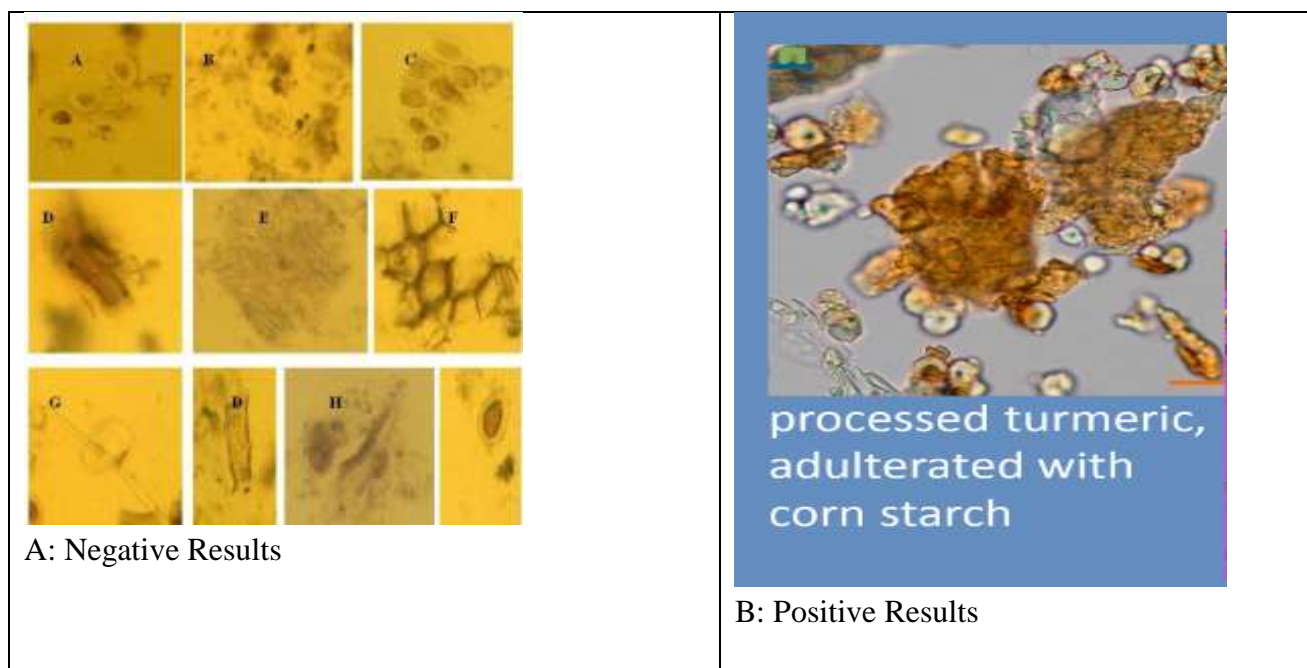 A
B
C
D
E
F
G
D
H
A: Negative Results
processed turmeric,
adulterated with
corn starch
B: Positive Results